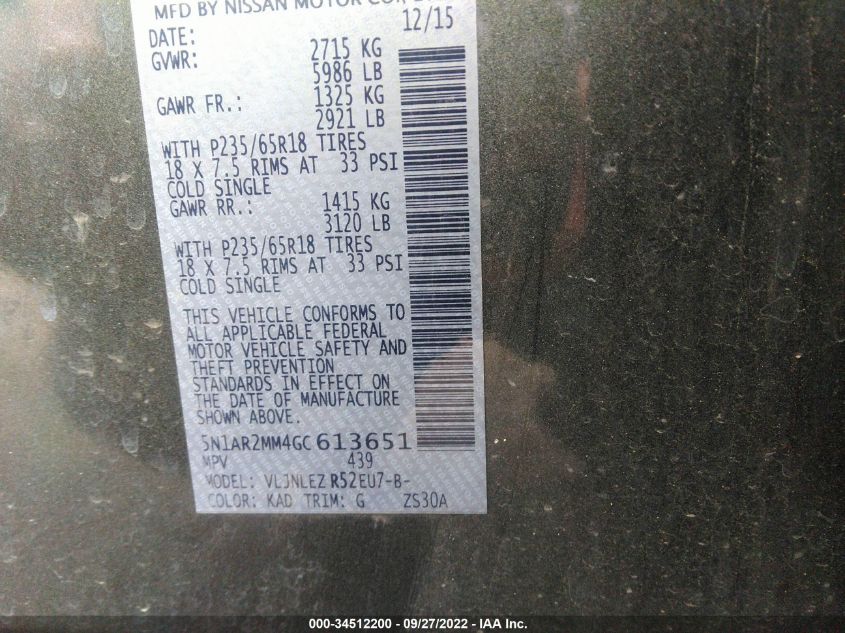 MFD BY NISSAN MOTOR CO.,
DATE: 12/15
GVWR: 2715 KG
5986 LB
GAWR FR.: 1325 KG
2921 LB
WITH P235/65R18 TIRES
18 X 7.5 RIMS AT 33 PSI
COLD SINGLE
GAWR RR.: 1415 KG
3120 LB
WITH P235/65R18 TIRES
18 X 7.5 RIMS AT 33 PSI
COLD SINGLE
THIS VEHICLE CONFORMS TO
ALL APPLICABLE FEDERAL
MOTOR VEHICLE SAFETY AND
THEFT PREVENTION
STANDARDS IN EFFECT ON
THE DATE OF MANUFACTURE
SHOWN ABOVE.
5N1AR2MM4GC613651
MPV 439
MODEL: VLJNLEZ R52EU7-B-
COLOR: KAD TRIM: G ZS30A
000-34512200 - 09/27/2022 - IAA Inc.